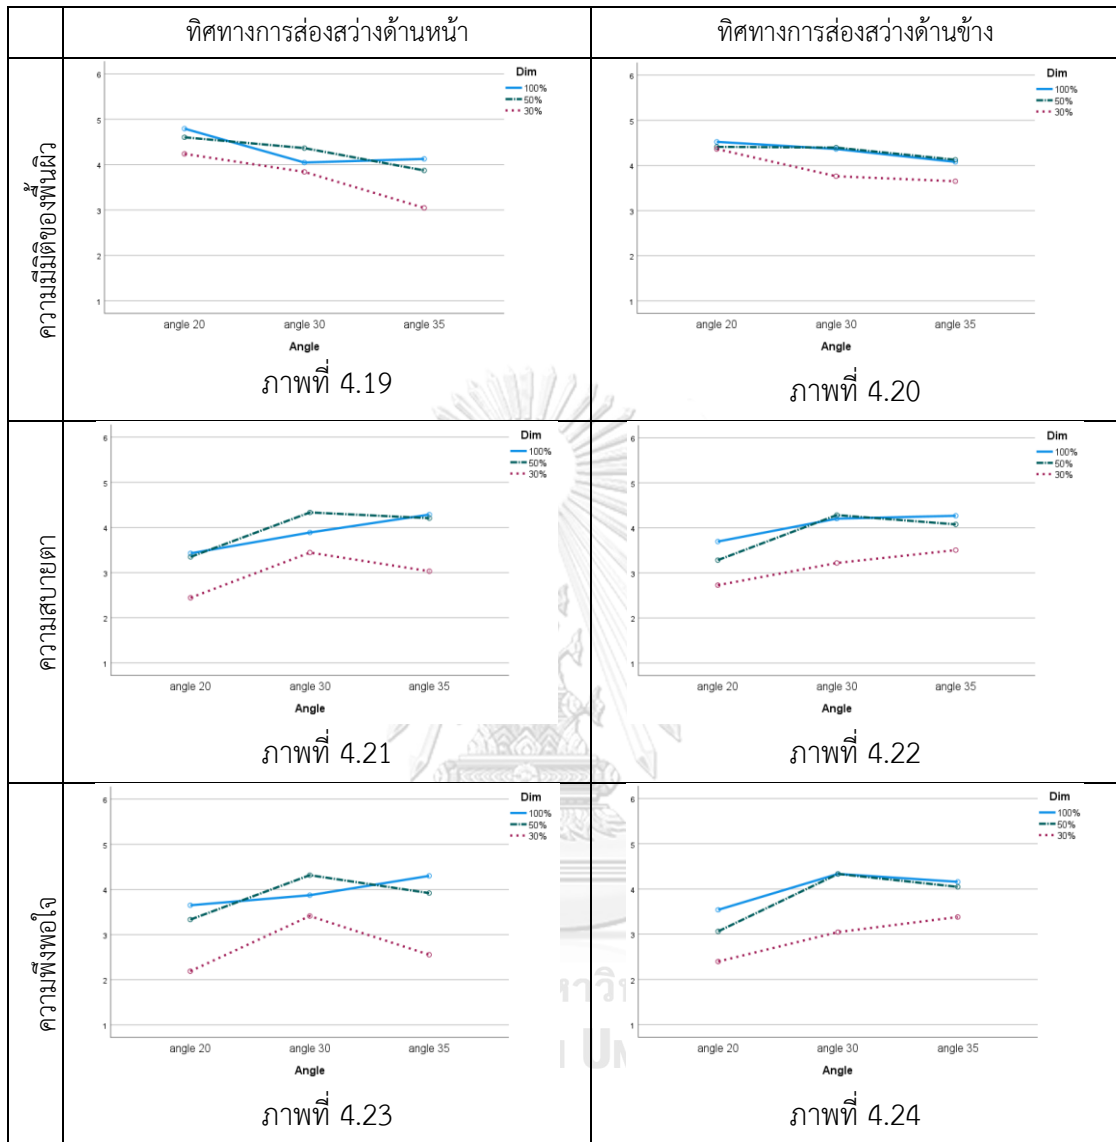 ทิศทางการส่องสว่างด้านหน้า
ทิศทางการส่องสว่างด้านข้าง
ความมีมิติของพื้นผิว
6
5
4
3
2
1
Dim
100%
50%
30%
angle 20
angle 30
angle 35
Angle
ภาพที่ 4.19
6
5
4
3
2
1
Dim
100%
50%
30%
angle 20
angle 30
angle 35
Angle
ภาพที่ 4.20
ความสบายตา
6
5
4
3
2
1
Dim
100%
50%
30%
angle 20
angle 30
angle 35
Angle
ภาพที่ 4.21
6
5
4
3
2
1
Dim
100%
50%
30%
angle 20
angle 30
angle 35
Angle
ภาพที่ 4.22
ความพึงพอใจ
6
5
4
3
2
1
Dim
100%
50%
30%
angle 20
angle 30
angle 35
Angle
ภาพที่ 4.23
6
5
4
3
2
1
Dim
100%
50%
30%
angle 20
angle 30
angle 35
Angle
ภาพที่ 4.24